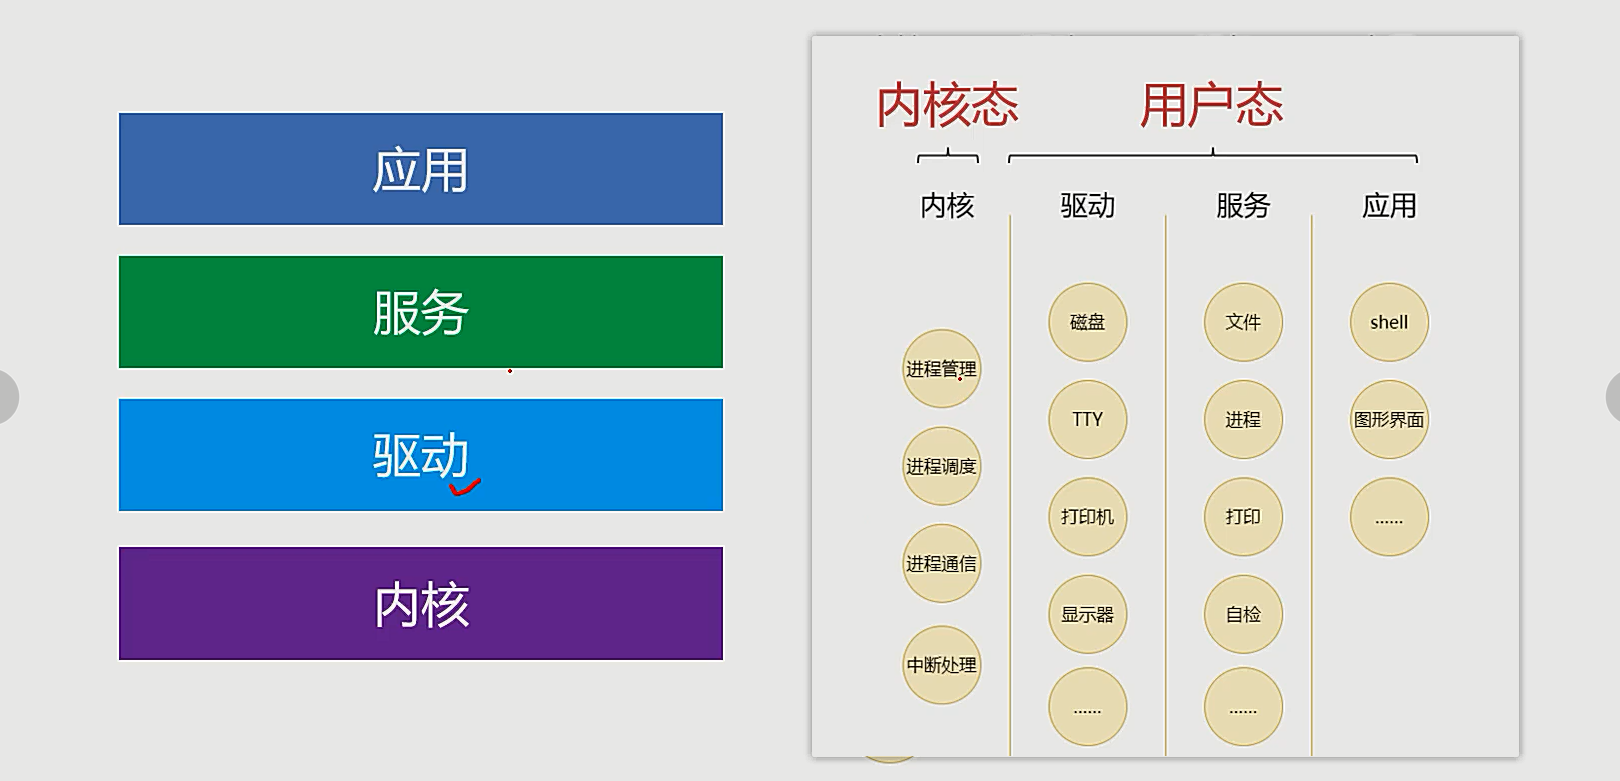 应用
服务
驱动
内核
内核态
用户态
内核
驱动
服务
应用
进程管理
进程调度
进程通信
中断处理
磁盘
TTY
打印机
显示器
......
文件
进程
打印
自检
......
shell
图形界面
......